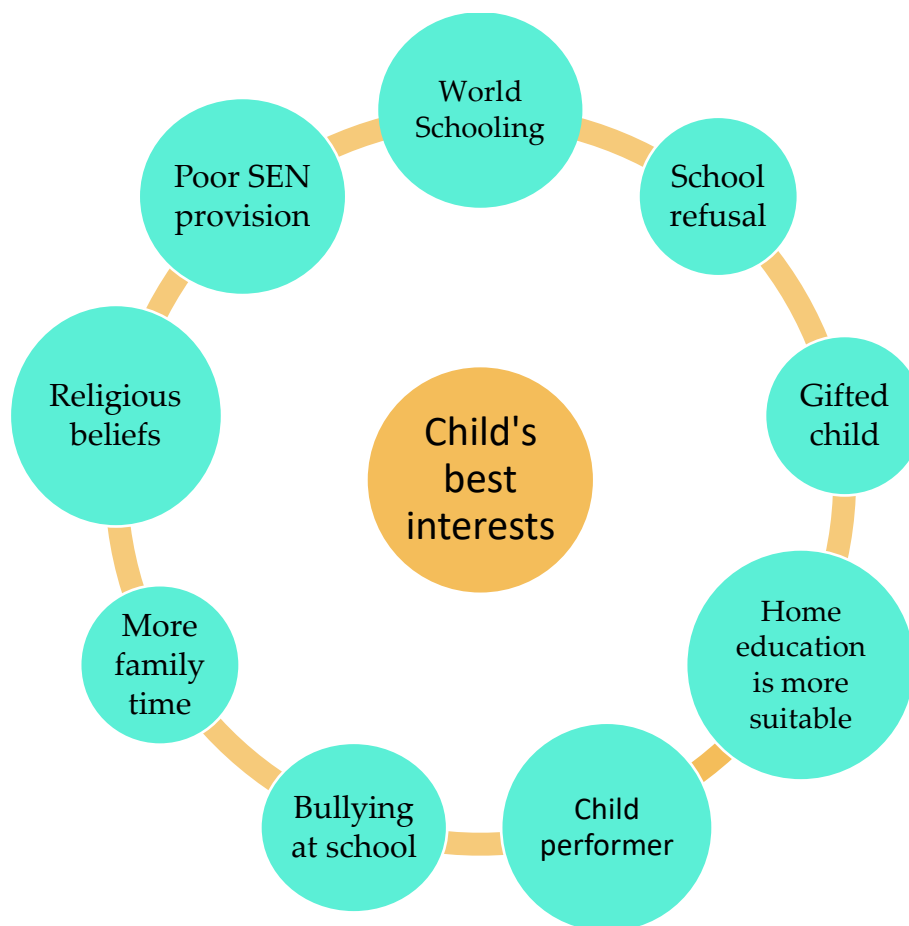 World
Schooling
School
refusal
Gifted
child
Home
education
is more
suitable
Child
performer
Bullying
at school
More
family
time
Religious
beliefs
Poor SEN
provision
Child's
best
interests